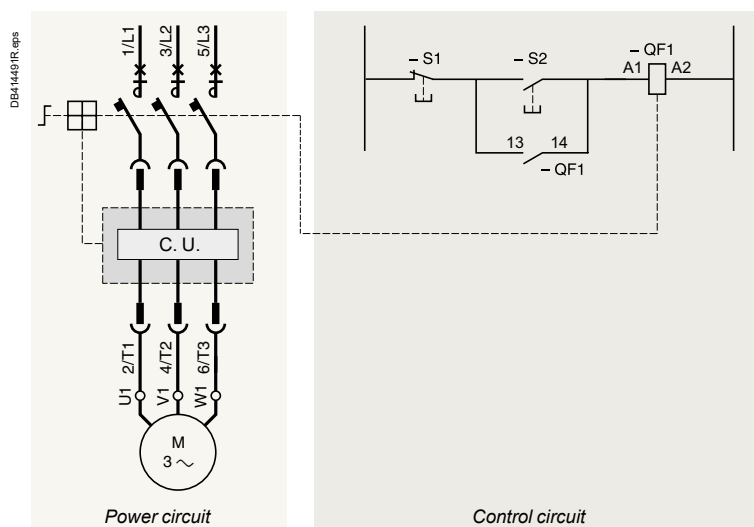 DB414491R.eps
1/L1
3/L2
5/L3
C. U.
2/T1
4/T2
6/T3
U1
V1
W1
M
3 ~
Power circuit
– S1
– S2
– QF1
A1
A2
13
14
– QF1
Control circuit